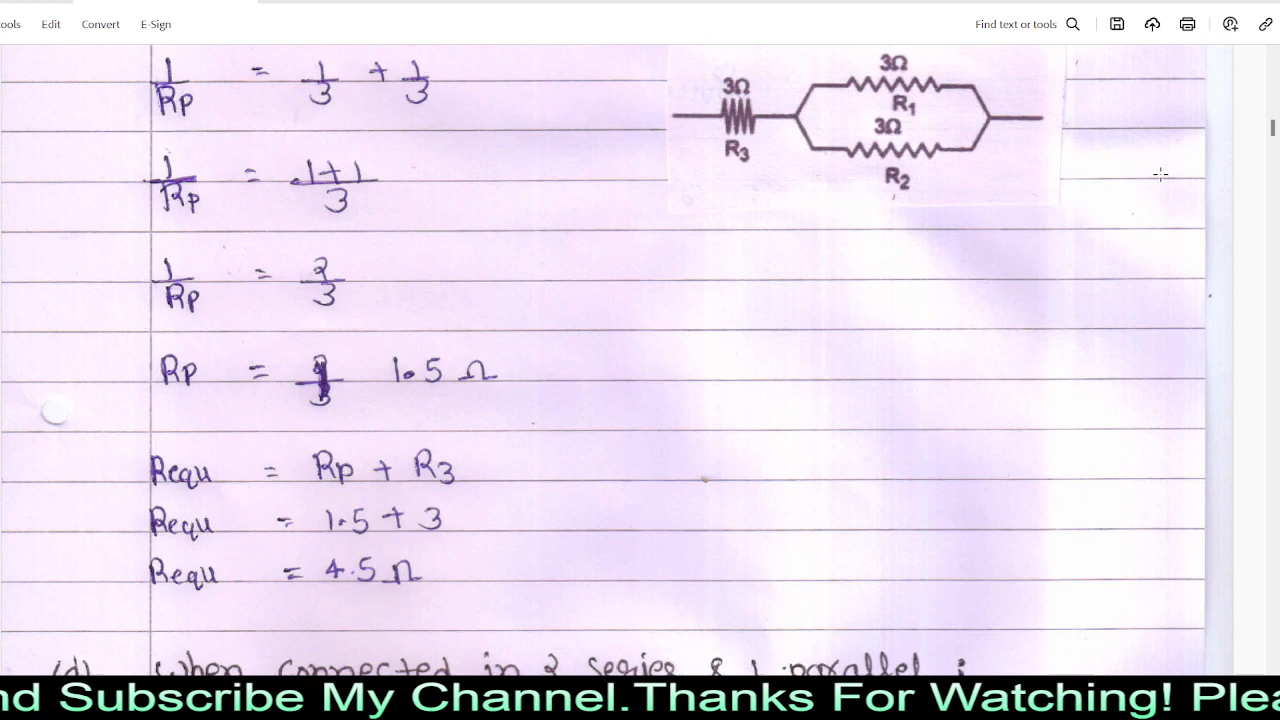 ools Edit Convert E-Sign Find text or tools
1/Rp = 1/3 + 1/3
3Ω
R1
3Ω
R3
3Ω
R2
1/Rp = 1+1/3
1/Rp = 2/3
Rp = 1.5 Ω
Requ = Rp + R3
Requ = 1.5 + 3
Requ = 4.5 Ω
(d) When connected in 2 series & 1 parallel :
nd Subscribe My Channel.Thanks For Watching! Plea